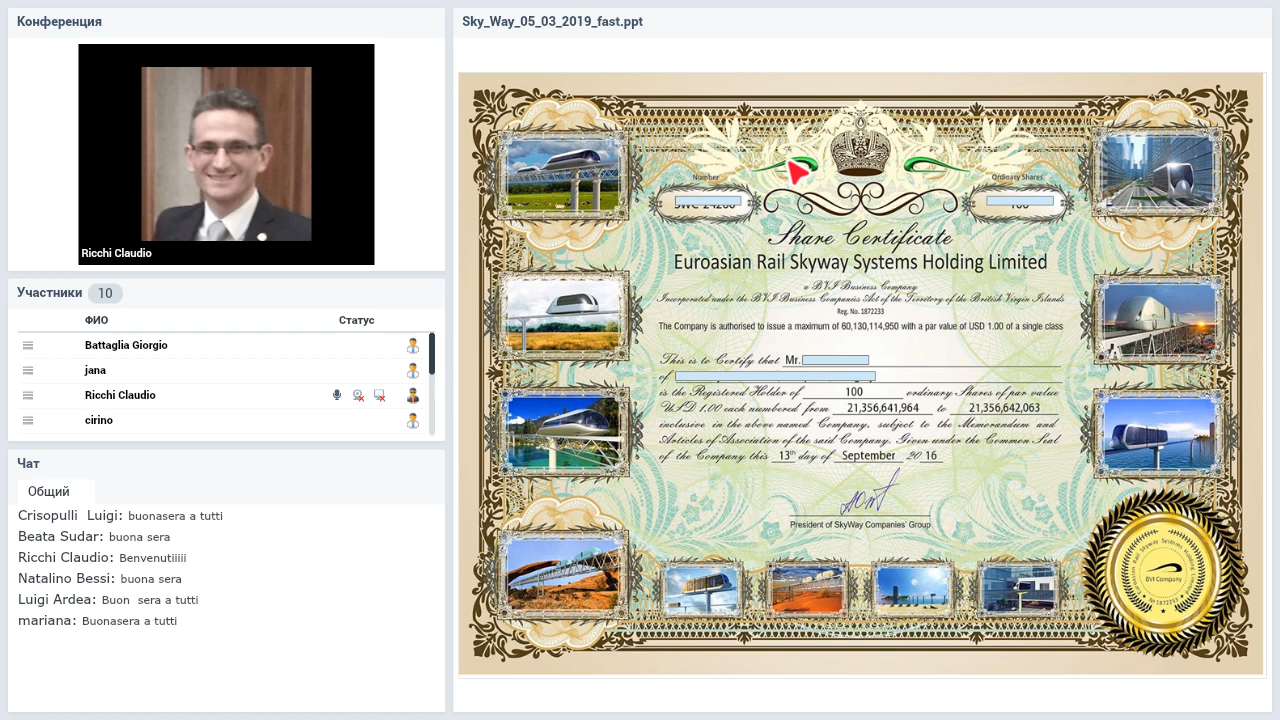 Конференция
Ricchi Claudio
Участники 10
ФИО Статус
Battaglia Giorgio
jana
Ricchi Claudio
cirino
Чат
Общий
Crisopulli Luigi: buonasera a tutti
Beata Sudar: buona sera
Ricchi Claudio: Benvenutiiiii
Natalino Bessi: buona sera
Luigi Ardea: Buon sera a tutti
mariana: Buonasera a tutti
Sky_Way_05_03_2019_fast.ppt
Number
Ordinary Shares
Share Certificate
Euroasian Rail Skyway Systems Holding Limited
a BVI Business Company
Incorporated under the BVI Business Companies Act of the Territory of the British Virgin Islands
Reg. No. 1872233
The Company is authorised to issue a maximum of 60,130,114,950 with a par value of USD 1.00 of a single class
This is to Certify that Mr.
of
is the Registered Holder of 100 ordinary Shares of par value
USD 1.00 each numbered from 21,356,641,964 to 21,356,642,063
inclusive in the above named Company, subject to the Memorandum and
Articles of Association of the said Company. Given under the Common Seal
of the Company this 13th day of September 20 16
President of SkyWay Companies' Group
Rail Skyway Systems Holding
BVI Company
№ 1872233